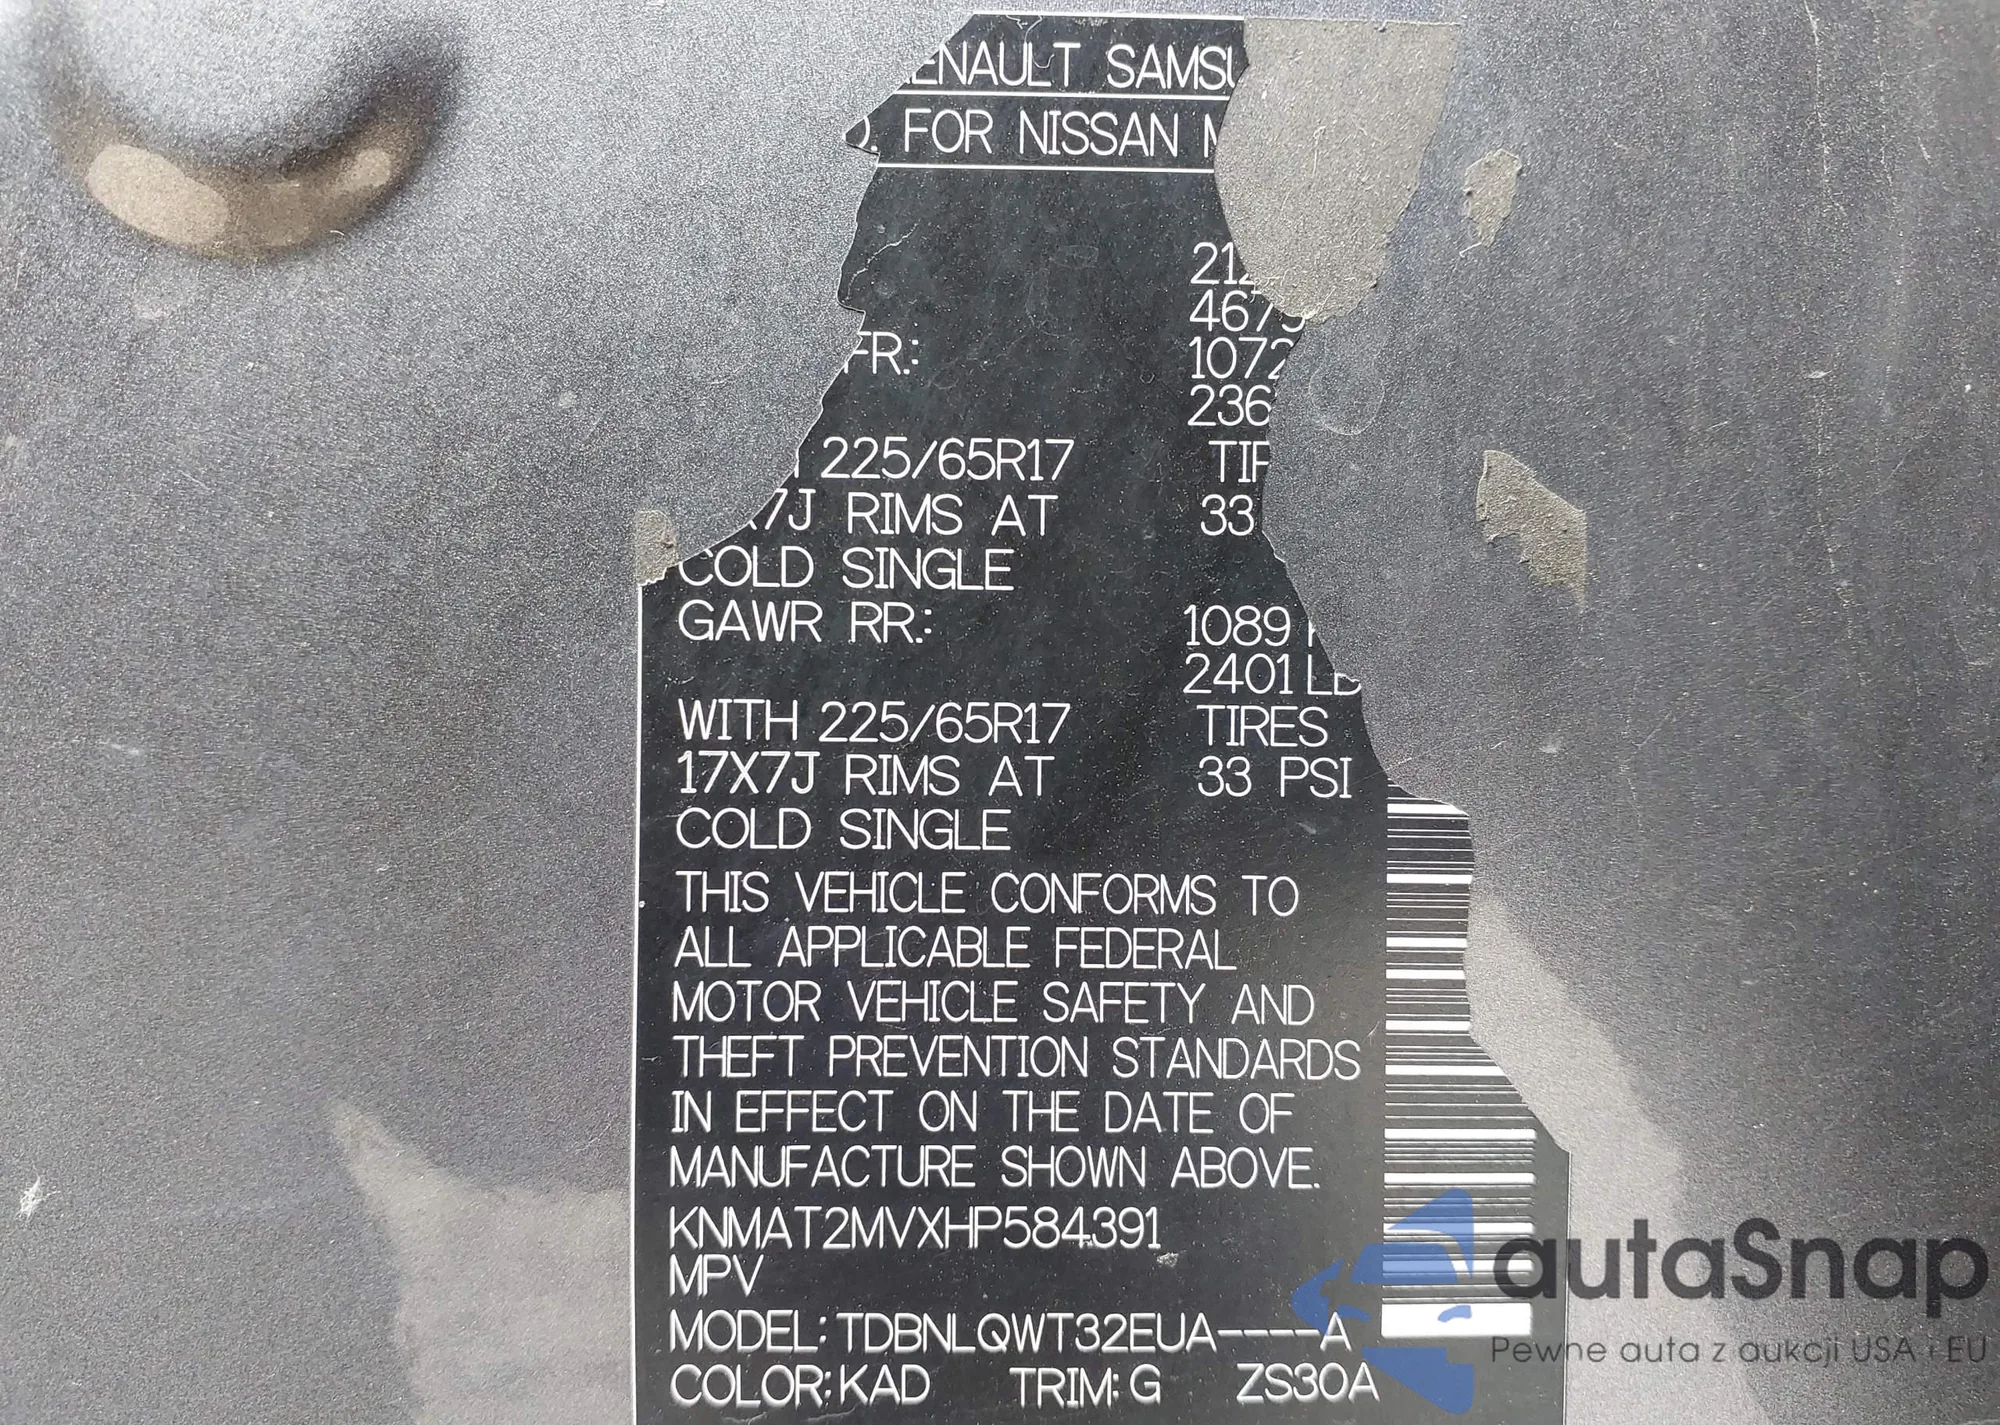 RENAULT SAMSU
. FOR NISSAN M
212
4675
FR.: 1072
236
225/65R17 TIR
X7J RIMS AT 33
COLD SINGLE
GAWR RR.: 1089 K
2401 LB
WITH 225/65R17 TIRES
17X7J RIMS AT 33 PSI
COLD SINGLE
THIS VEHICLE CONFORMS TO
ALL APPLICABLE FEDERAL
MOTOR VEHICLE SAFETY AND
THEFT PREVENTION STANDARDS
IN EFFECT ON THE DATE OF
MANUFACTURE SHOWN ABOVE.
KNMAT2MVXHP584391
MPV
MODEL: TDBNLQWT32EUA----A
COLOR: KAD TRIM: G ZS30A
autaSnap
Pewne auta z aukcji USA i EU